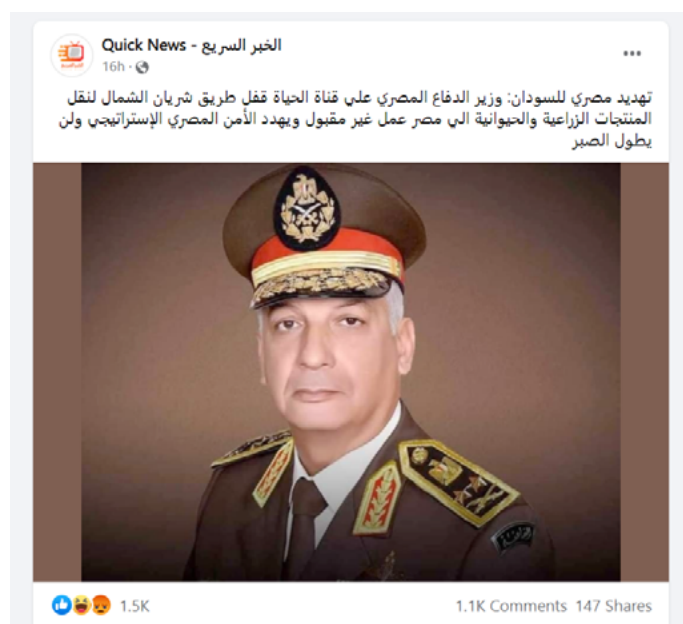 Quick News - الخبر السريع
16h ·
تهديد مصري للسودان: وزير الدفاع المصري علي قناة الحياة قفل طريق شريان الشمال لنقل
المنتجات الزراعية والحيوانية الي مصر عمل غير مقبول ويهدد الأمن المصري الإستراتيجي ولن
يطول الصبر
1.5K
1.1K Comments 147 Shares